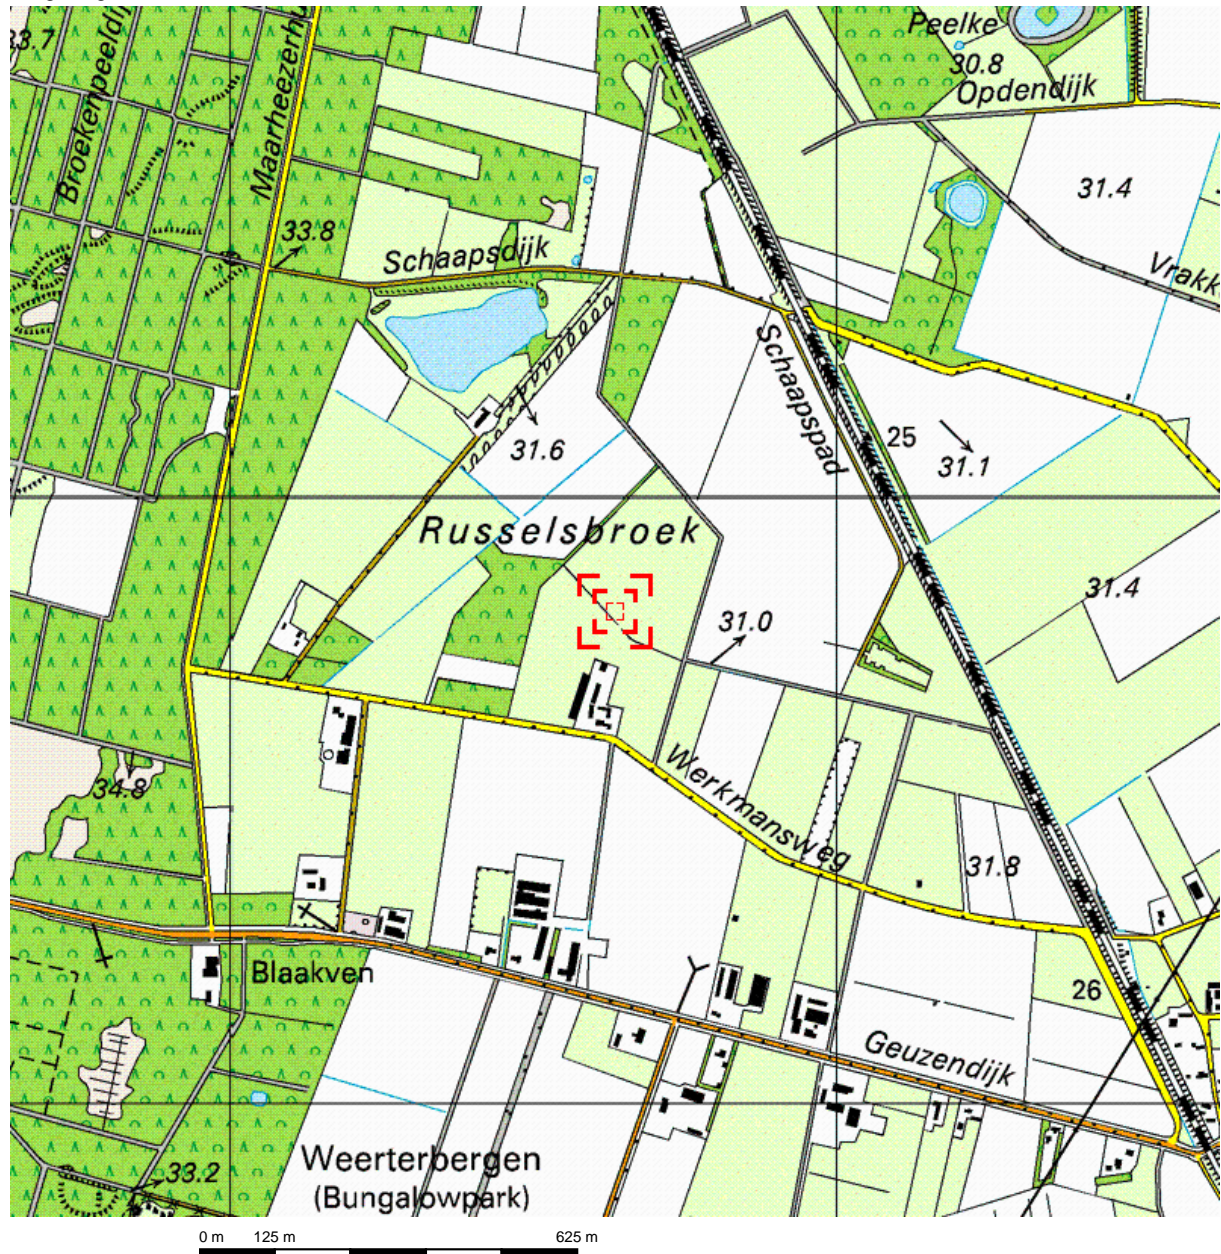 33.7
Broekenpeeldijk
Maarheezerhu
Peelke
30.8
Opdendijk
31.4
33.8
Schaapsdijk
Vrakk
Schaapspad
31.6
25
31.1
Russelsbroek
31.4
31.0
Werkmansweg
34.8
31.8
Blaakven
26
Geuzendijk
Weerterbergen
(Bungalowpark)
33.2
0 m 125 m 625 m